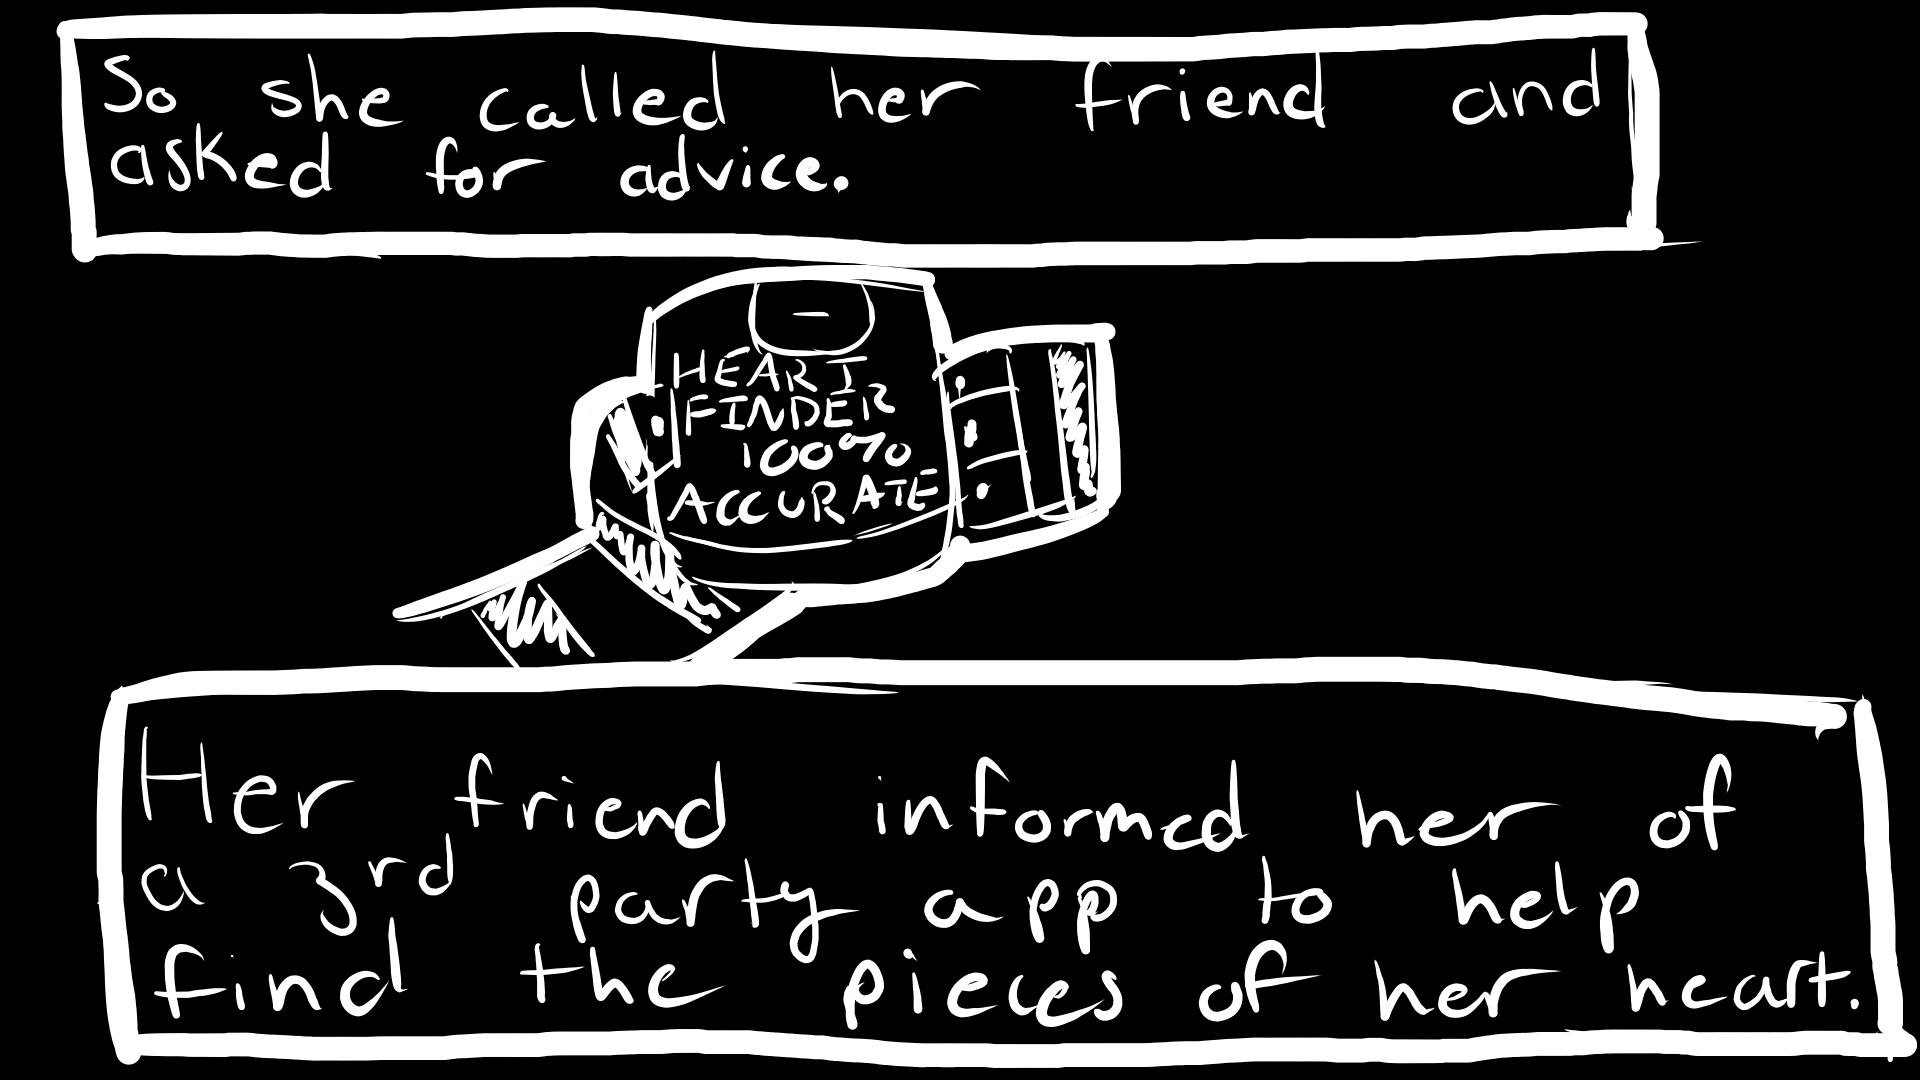 So she called her friend and
asked for advice.
HEART
FINDER
100%
ACCURATE
Her friend informed her of
a 3rd party app to help
find the pieces of her heart.